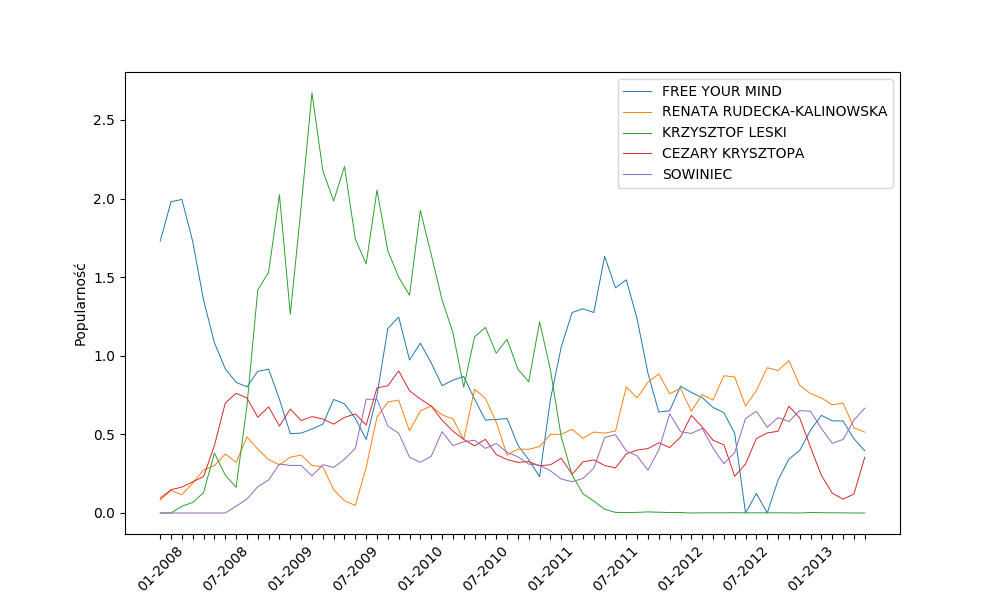 FREE YOUR MIND
RENATA RUDECKA-KALINOWSKA
KRZYSZTOF LESKI
CEZARY KRYSZTOPA
SOWINIEC
Popularność
2.5
2.0
1.5
1.0
0.5
0.0
01-2008
07-2008
01-2009
07-2009
01-2010
07-2010
01-2011
07-2011
01-2012
07-2012
01-2013